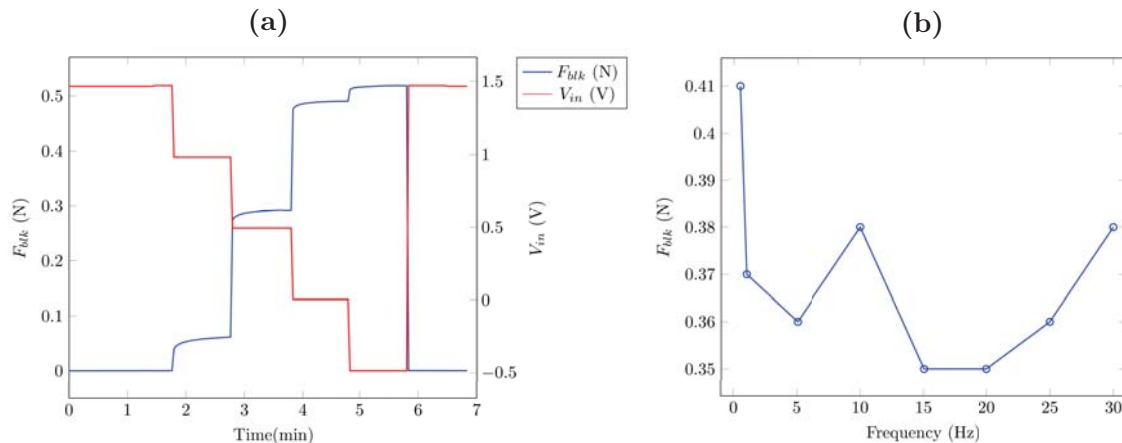 (a)
F_blk (N)
V_in (V)
0.5
0.4
0.3
0.2
0.1
0
F_blk (N)
1.5
1
0.5
0
−0.5
V_in (V)
0 1 2 3 4 5 6 7
Time(min)
(b)
0.41
0.4
0.39
0.38
0.37
0.36
0.35
F_blk (N)
0 5 10 15 20 25 30
Frequency (Hz)